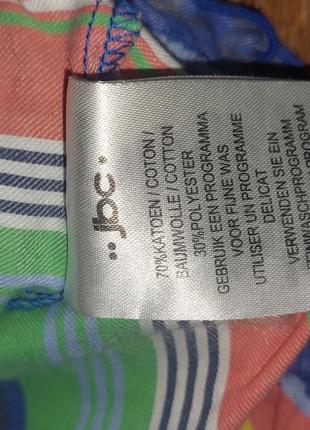 jbc
70%KATOEN / COTON /
BAUMWOLLE / COTTON
30%POLYESTER
GEBRUIK EEN PROGRAMMA
VOOR FIJNE WAS
UTILISER UN PROGRAMME
DELICAT
VERWENDEN SIE EIN
FEINWASCHPROGRAMM